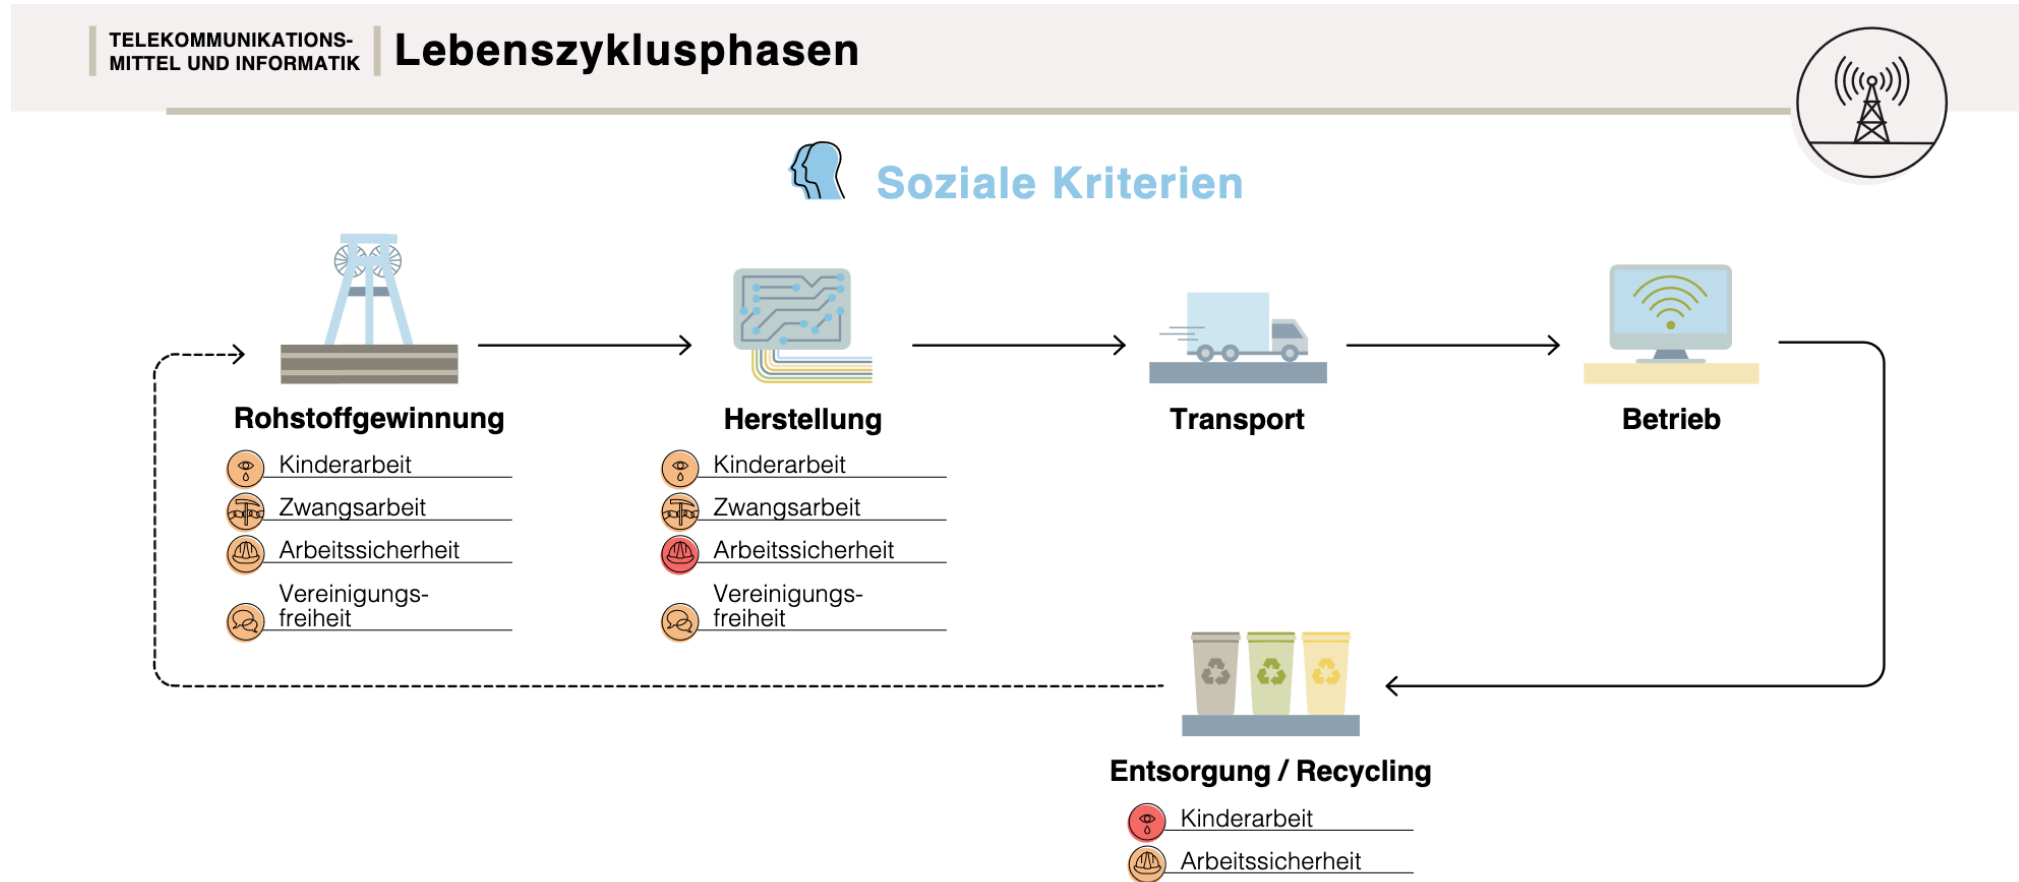 TELEKOMMUNIKATIONS-
MITTEL UND INFORMATIK
Lebenszyklusphasen
Soziale Kriterien
Rohstoffgewinnung
Kinderarbeit
Zwangsarbeit
Arbeitssicherheit
Vereinigungs-
freiheit
Herstellung
Kinderarbeit
Zwangsarbeit
Arbeitssicherheit
Vereinigungs-
freiheit
Transport
Betrieb
Entsorgung / Recycling
Kinderarbeit
Arbeitssicherheit